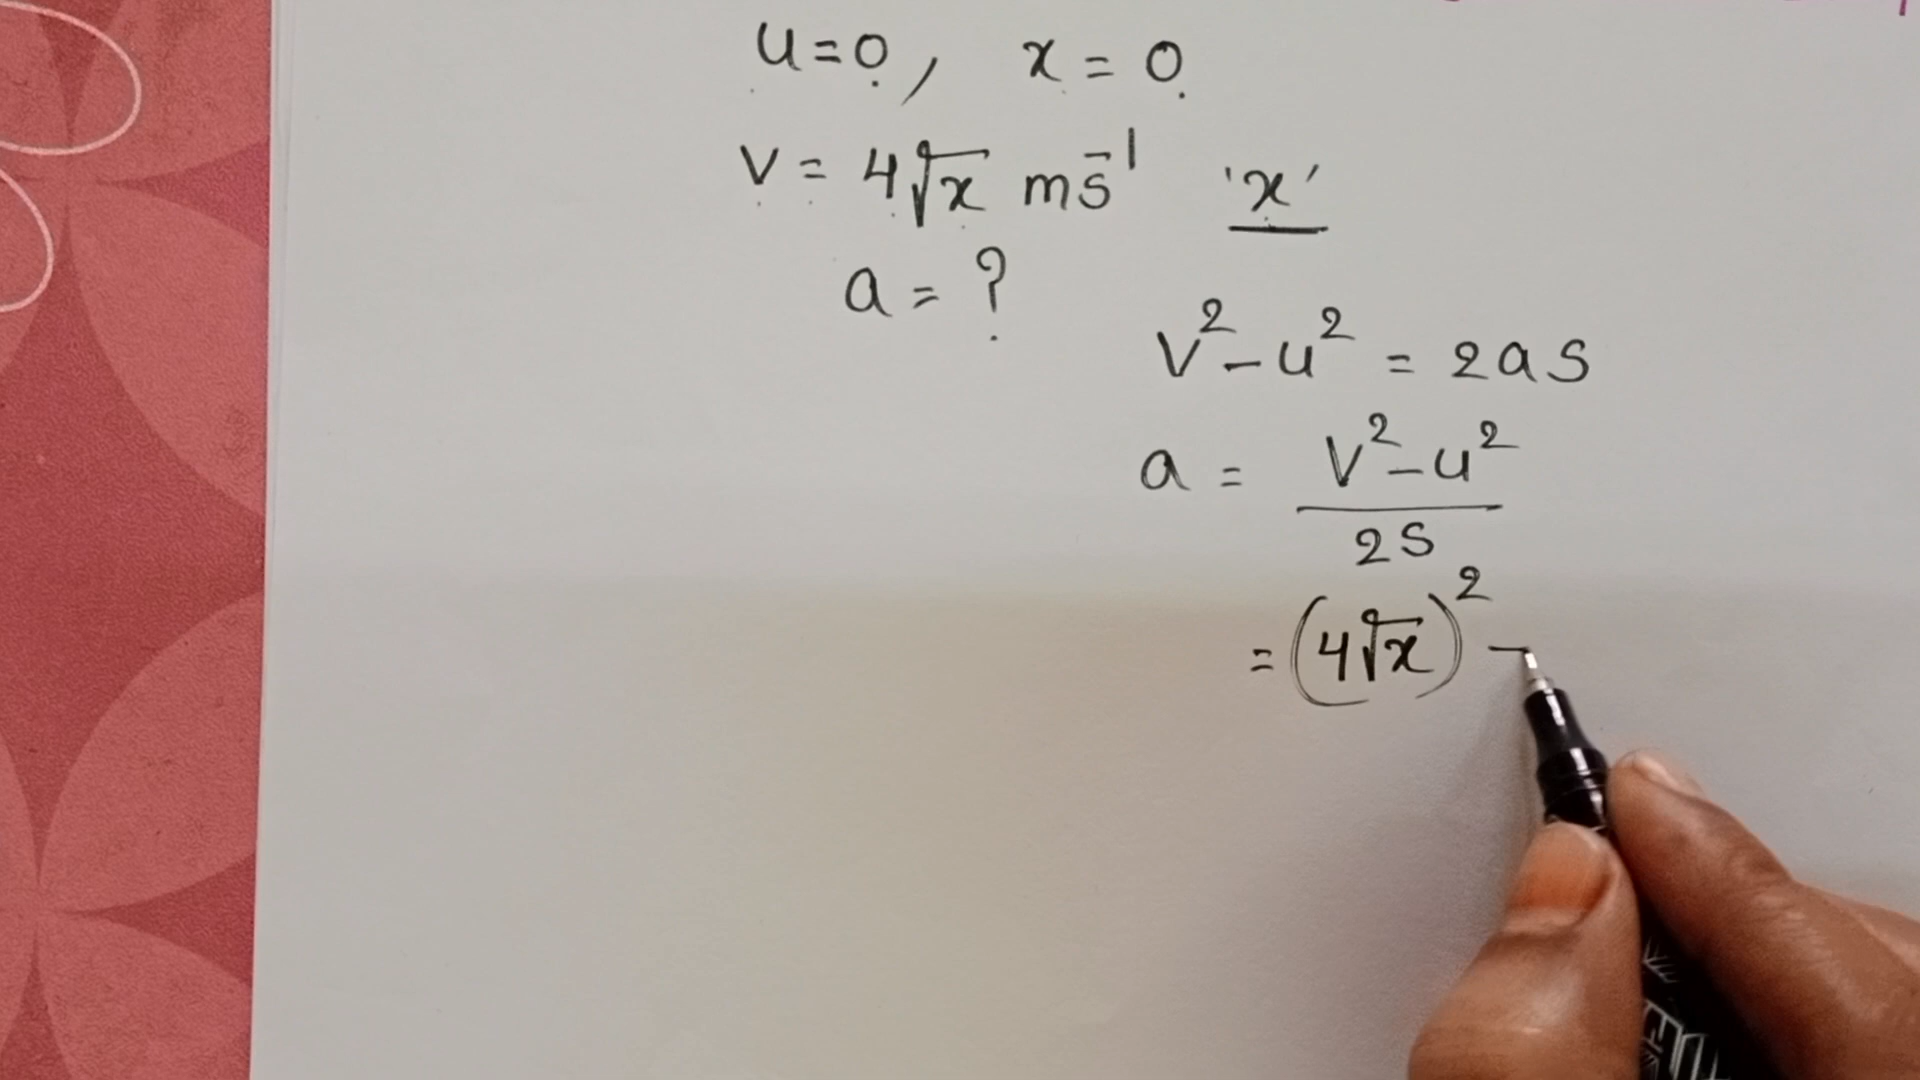 u=0, x = 0
v = 4√x ms⁻¹ 'x'
a = ?
v² - u² = 2as
a = v² - u²
2s
= (4√x)² -